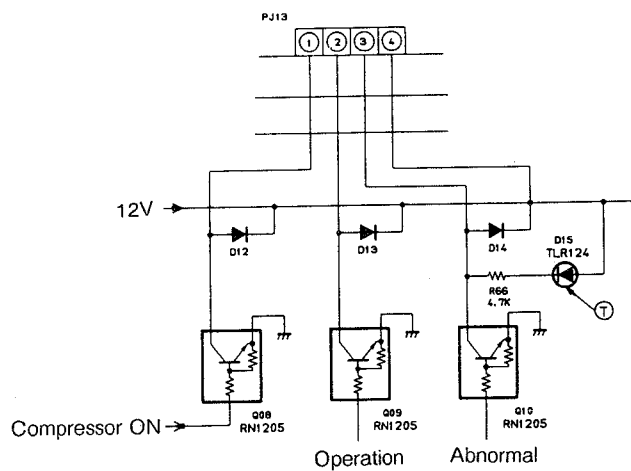 PJ13
1 2 3 4
12V
D12
D13
D14
D15
TLR124
R66
4.7K
T
Q08
RN1205
Q09
RN1205
Q10
RN1205
Compressor ON
Operation
Abnormal